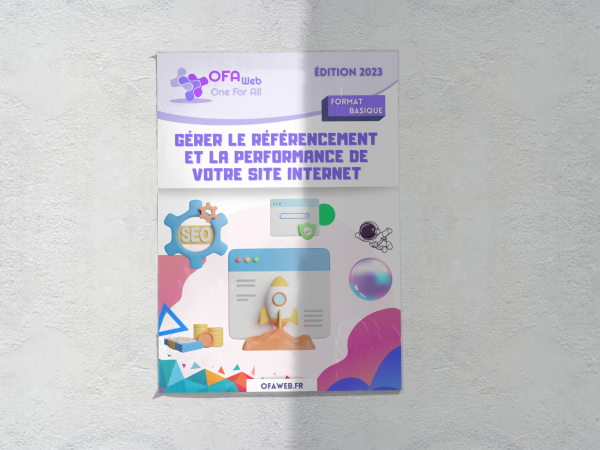 OFA Web
One For All
ÉDITION 2023
FORMAT
BASIQUE
GÉRER LE RÉFÉRENCEMENT
ET LA PERFORMANCE DE
VOTRE SITE INTERNET
SEO
OFAWEB.FR